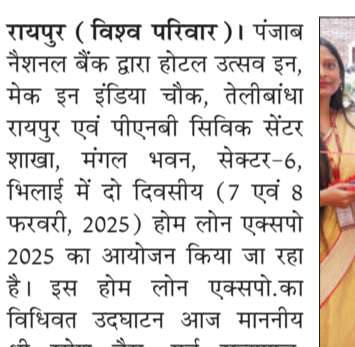 रायपुर ( विश्व परिवार )। पंजाब
नैशनल बैंक द्वारा होटल उत्सव इन,
मेक इन इंडिया चौक, तेलीबांधा
रायपुर एवं पीएनबी सिविक सेंटर
शाखा, मंगल भवन, सेक्टर-6,
भिलाई में दो दिवसीय (7 एवं 8
फरवरी, 2025) होम लोन एक्सपो
2025 का आयोजन किया जा रहा
है। इस होम लोन एक्सपो.का
विधिवत उदघाटन आज माननीय